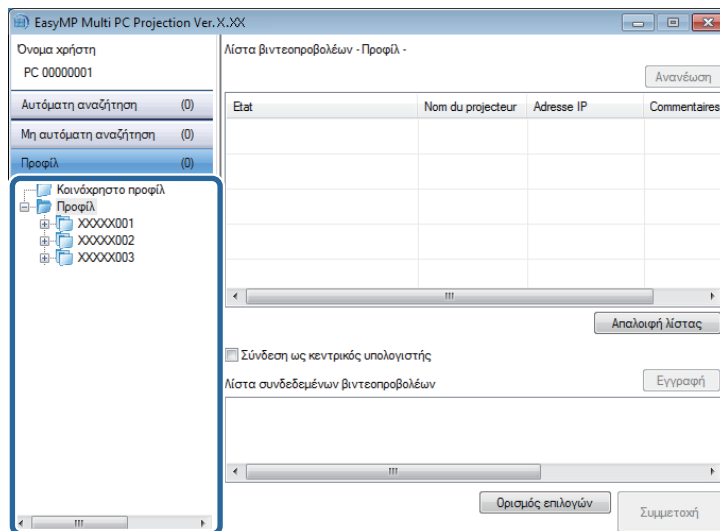 EasyMP Multi PC Projection Ver.X.XX
Όνομα χρήστη
PC 00000001
Αυτόματη αναζήτηση (0)
Μη αυτόματη αναζήτηση (0)
Προφίλ (0)
Κοινόχρηστο προφίλ
Προφίλ
XXXXX001
XXXXX002
XXXXX003
Λίστα βιντεοπροβολέων - Προφίλ -
Ανανέωση
Etat Nom du projecteur Adresse IP Commentaires
Απαλοιφή λίστας
Σύνδεση ως κεντρικός υπολογιστής
Λίστα συνδεδεμένων βιντεοπροβολέων
Εγγραφή
Ορισμός επιλογών
Συμμετοχή